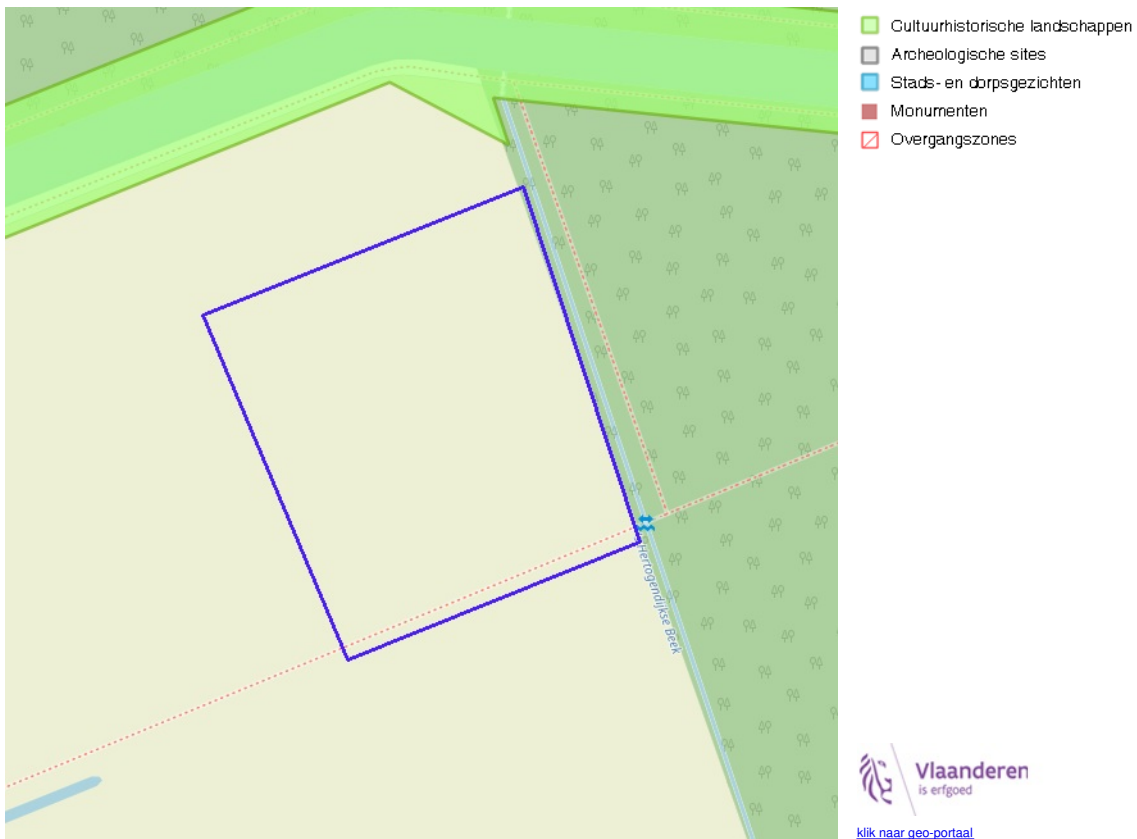 Cultuurhistorische landschappen
Archeologische sites
Stads- en dorpsgezichten
Monumenten
Overgangszones
Hertogendijkse Beek
Vlaanderen
is erfgoed
klik naar geo-portaal